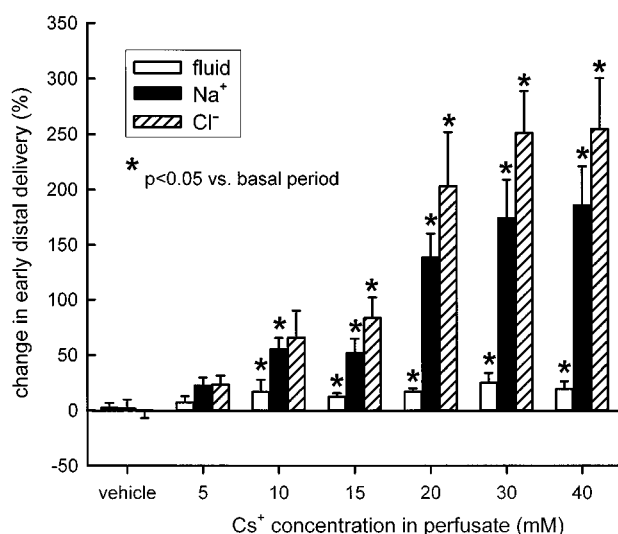 350
300
250
200
150
100
50
0
-50
change in early distal delivery (%)
fluid
Na⁺
Cl⁻
* p<0.05 vs. basal period
* * * * * * * * * * * * * * *
vehicle 5 10 15 20 30 40
Cs⁺ concentration in perfusate (mM)